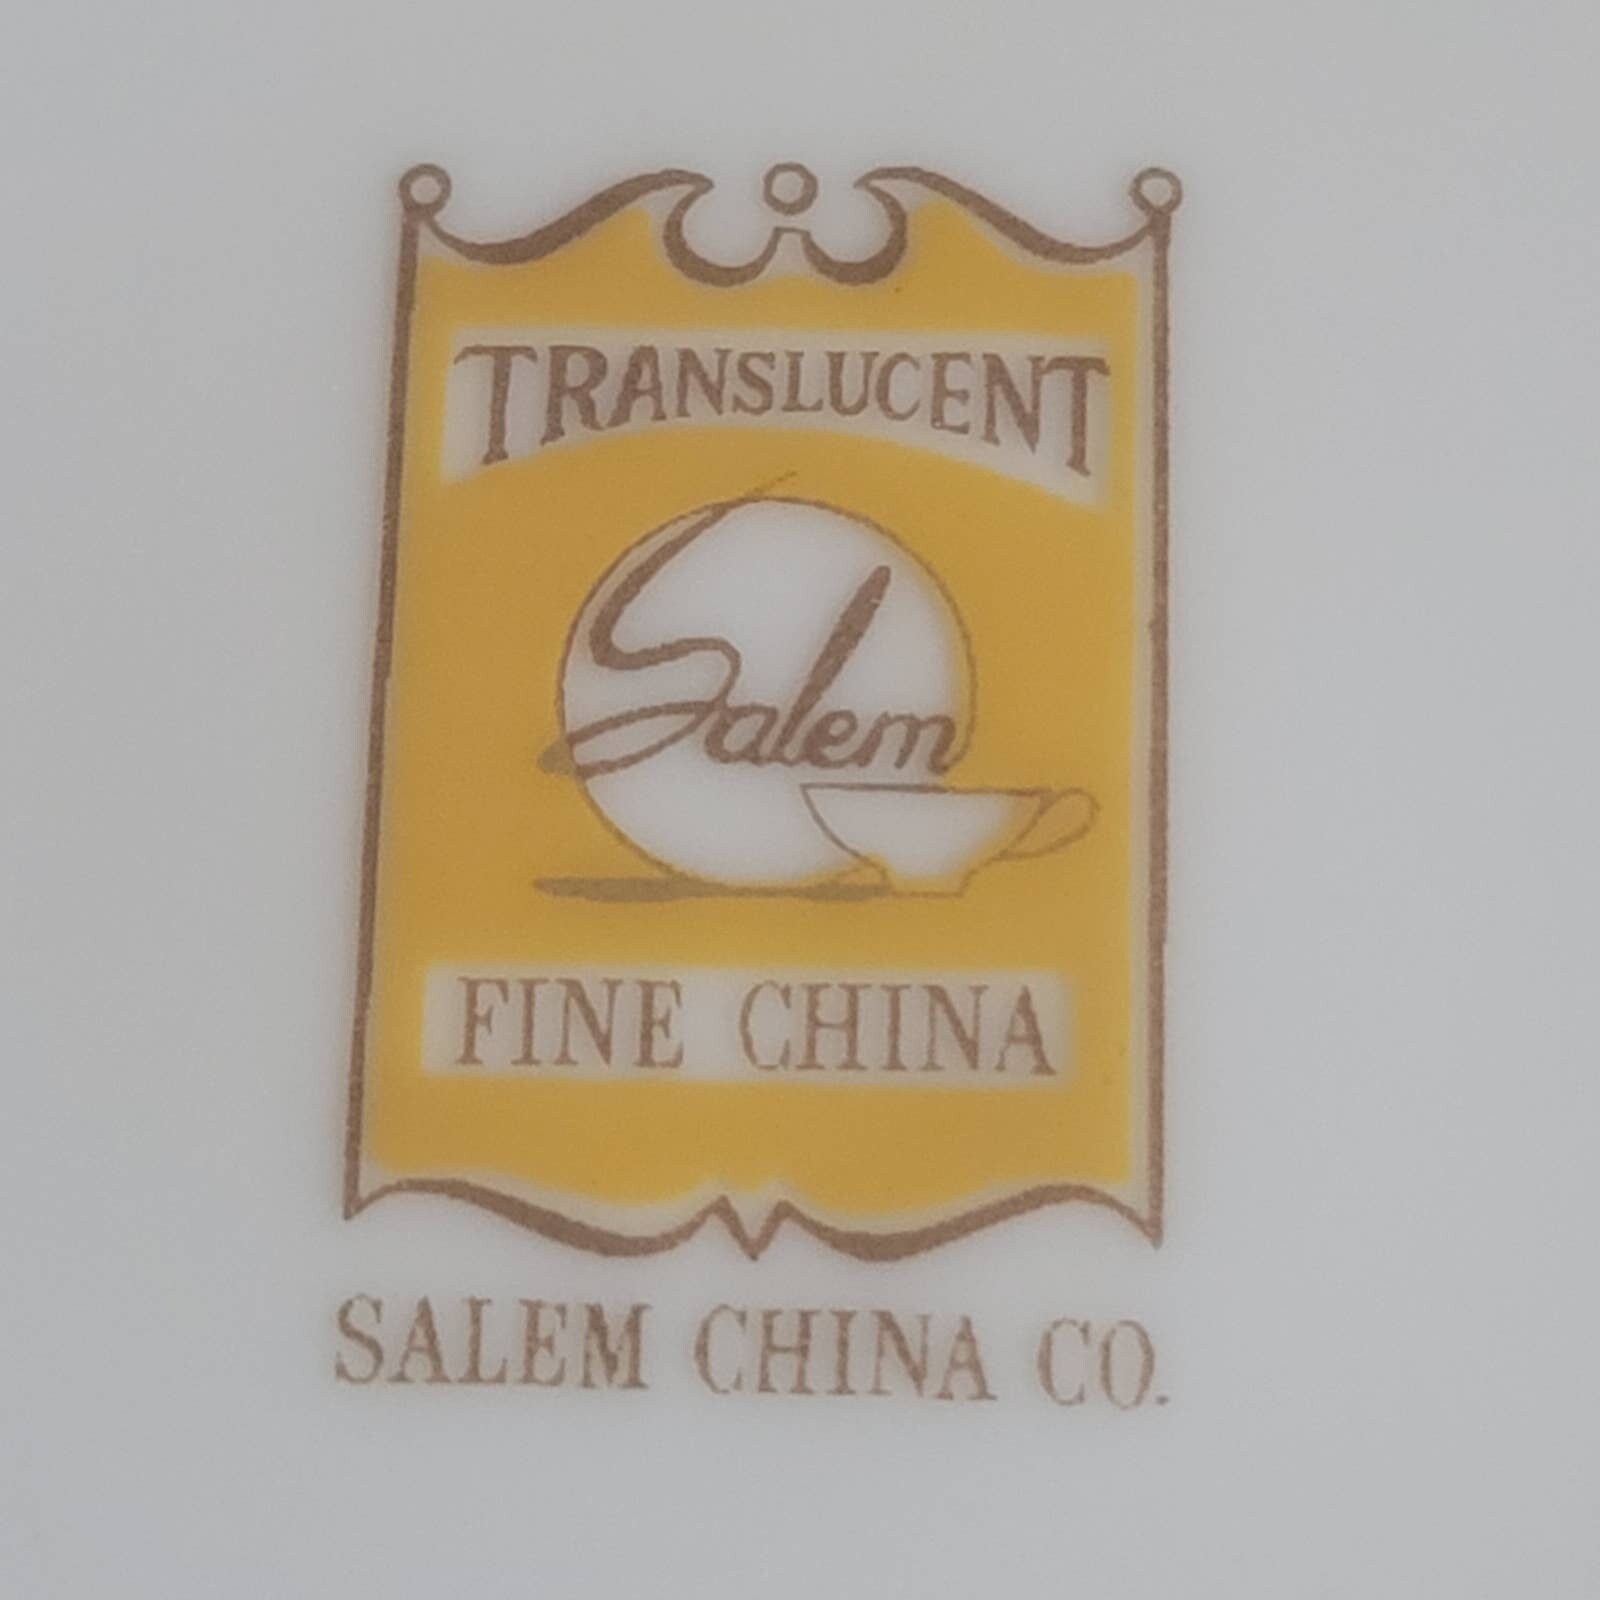 TRANSLUCENT
Salem
FINE CHINA
SALEM CHINA CO.